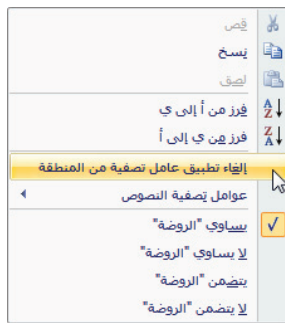 قص
نسخ
لصق
فرز من أ إلى ي
فرز من ي إلى أ
إلغاء تطبيق عامل تصفية من المنطقة
عوامل تصفية النصوص
يساوي "الروضة"
لا يساوي "الروضة"
يتضمن "الروضة"
لا يتضمن "الروضة"